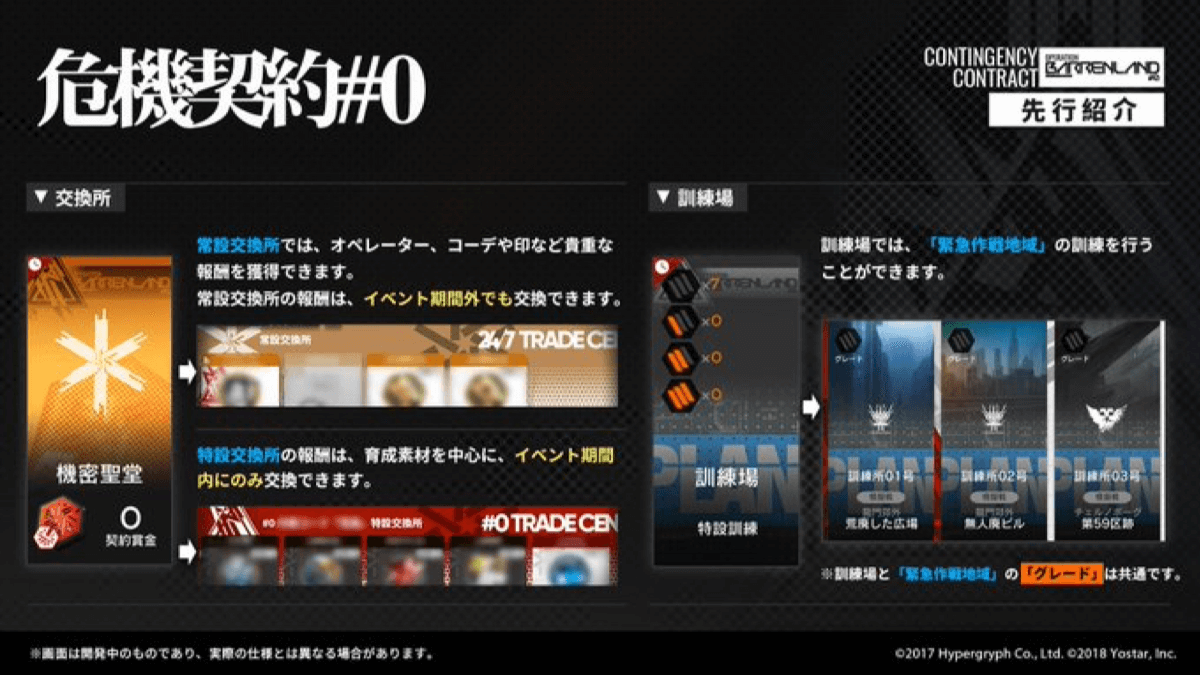 危機契約#0
CONTINGENCY
CONTRACT
OPERATION
BARRENLAND
#0
先行紹介
▼ 交換所
常設交換所では、オペレーター、コーデや印など貴重な
報酬を獲得できます。
常設交換所の報酬は、イベント期間外でも交換できます。
BARRENLAND
機密聖堂
0
契約賞金
常設交換所
24/7 TRADE CE
特設交換所の報酬は、育成素材を中心に、イベント期間
内にのみ交換できます。
#0
特設交換所
#0 TRADE CEN
▼ 訓練場
訓練場では、「緊急作戦地域」の訓練を行う
ことができます。
BARRENLAND
×7
×0
×0
×0
PLAN
訓練場
特設訓練
グレード
グレード
グレード
PLAN
PLAN
PLAN
訓練所01号
訓練所02号
訓練所03号
龍門郊外
龍門郊外
チェルノボーグ
荒廃した広場
無人廃ビル
第59区跡
※訓練場と「緊急作戦地域」の「グレード」は共通です。
※画面は開発中のものであり、実際の仕様とは異なる場合があります。
©2017 Hypergryph Co., Ltd. ©2018 Yostar, Inc.